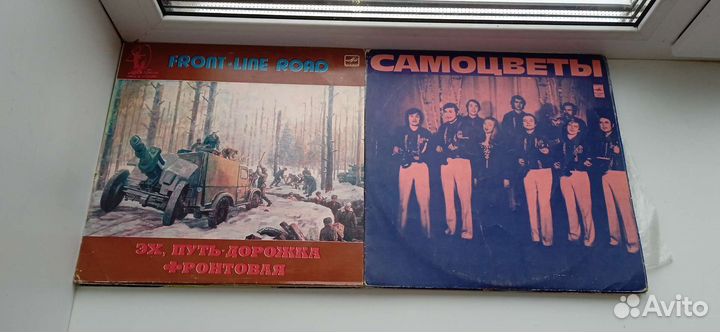 FRONT-LINE ROAD
ЭХ, ПУТЬ-ДОРОЖКА
ФРОНТОВАЯ
САМОЦВЕТЫ
Avito